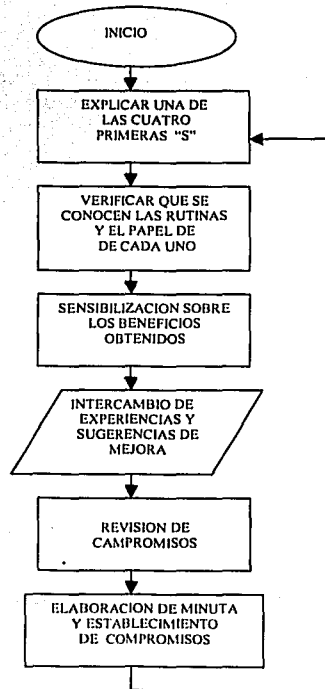 INICIO
EXPLICAR UNA DE
LAS CUATRO
PRIMERAS "S"
VERIFICAR QUE SE
CONOCEN LAS RUTINAS
Y EL PAPEL DE
DE CADA UNO
SENSIBILIZACION SOBRE
LOS BENEFICIOS
OBTENIDOS
INTERCAMBIO DE
EXPERIENCIAS Y
SUGERENCIAS DE
MEJORA
REVISION DE
CAMPROMISOS
ELABORACION DE MINUTA
Y ESTABLECIMIENTO
DE COMPROMISOS